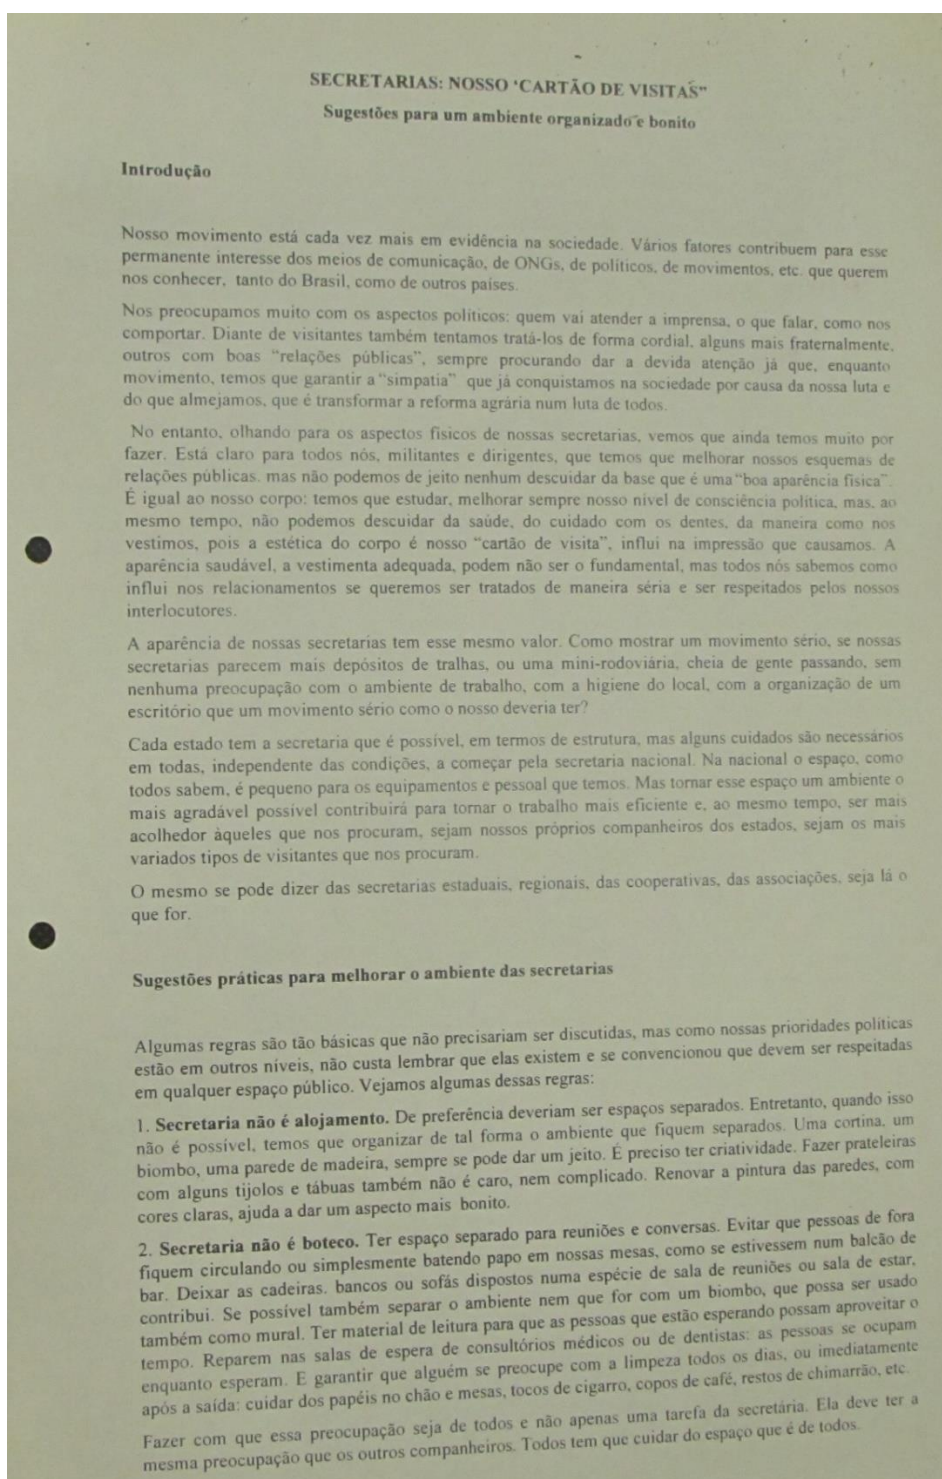 SECRETARIAS: NOSSO 'CARTÃO DE VISITAS"
Sugestões para um ambiente organizado e bonito
Introdução
Nosso movimento está cada vez mais em evidência na sociedade. Vários fatores contribuem para esse
permanente interesse dos meios de comunicação, de ONGs, de políticos, de movimentos, etc. que querem
nos conhecer, tanto do Brasil, como de outros países.
Nos preocupamos muito com os aspectos políticos: quem vai atender a imprensa, o que falar, como nos
comportar. Diante de visitantes também tentamos tratá-los de forma cordial, alguns mais fraternalmente,
outros com boas "relações públicas", sempre procurando dar a devida atenção já que, enquanto
movimento, temos que garantir a "simpatia" que já conquistamos na sociedade por causa da nossa luta e
do que almejamos, que é transformar a reforma agrária num luta de todos.
No entanto, olhando para os aspectos físicos de nossas secretarias, vemos que ainda temos muito por
fazer. Está claro para todos nós, militantes e dirigentes, que temos que melhorar nossos esquemas de
relações públicas. mas não podemos de jeito nenhum descuidar da base que é uma "boa aparência física".
É igual ao nosso corpo: temos que estudar, melhorar sempre nosso nível de consciência política, mas, ao
mesmo tempo, não podemos descuidar da saúde, do cuidado com os dentes, da maneira como nos
vestimos, pois a estética do corpo é nosso "cartão de visita", influi na impressão que causamos. A
aparência saudável, a vestimenta adequada, podem não ser o fundamental, mas todos nós sabemos como
influi nos relacionamentos se queremos ser tratados de maneira séria e ser respeitados pelos nossos
interlocutores.
A aparência de nossas secretarias tem esse mesmo valor. Como mostrar um movimento sério, se nossas
secretarias parecem mais depósitos de tralhas, ou uma mini-rodoviária, cheia de gente passando, sem
nenhuma preocupação com o ambiente de trabalho, com a higiene do local, com a organização de um
escritório que um movimento sério como o nosso deveria ter?
Cada estado tem a secretaria que é possível, em termos de estrutura, mas alguns cuidados são necessários
em todas, independente das condições, a começar pela secretaria nacional. Na nacional o espaço, como
todos sabem, é pequeno para os equipamentos e pessoal que temos. Mas tornar esse espaço um ambiente o
mais agradável possível contribuirá para tornar o trabalho mais eficiente e, ao mesmo tempo, ser mais
acolhedor àqueles que nos procuram, sejam nossos próprios companheiros dos estados, sejam os mais
variados tipos de visitantes que nos procuram.
O mesmo se pode dizer das secretarias estaduais, regionais, das cooperativas, das associações, seja lá o
que for.
Sugestões práticas para melhorar o ambiente das secretarias
Algumas regras são tão básicas que não precisariam ser discutidas, mas como nossas prioridades políticas
estão em outros níveis, não custa lembrar que elas existem e se convencionou que devem ser respeitadas
em qualquer espaço público. Vejamos algumas dessas regras:
1. Secretaria não é alojamento. De preferência deveriam ser espaços separados. Entretanto, quando isso
não é possível, temos que organizar de tal forma o ambiente que fiquem separados. Uma cortina, um
biombo, uma parede de madeira, sempre se pode dar um jeito. É preciso ter criatividade. Fazer prateleiras
com alguns tijolos e tábuas também não é caro, nem complicado. Renovar a pintura das paredes, com
cores claras, ajuda a dar um aspecto mais bonito.
2. Secretaria não é boteco. Ter espaço separado para reuniões e conversas. Evitar que pessoas de fora
fiquem circulando ou simplesmente batendo papo em nossas mesas, como se estivessem num balcão de
bar. Deixar as cadeiras. bancos ou sofás dispostos numa espécie de sala de reuniões ou sala de estar,
contribui. Se possível também separar o ambiente nem que for com um biombo, que possa ser usado
também como mural. Ter material de leitura para que as pessoas que estão esperando possam aproveitar o
tempo. Reparem nas salas de espera de consultórios médicos ou de dentistas: as pessoas se ocupam
enquanto esperam. E garantir que alguém se preocupe com a limpeza todos os dias, ou imediatamente
após a saída: cuidar dos papéis no chão e mesas, tocos de cigarro, copos de café, restos de chimarrão, etc.
Fazer com que essa preocupação seja de todos e não apenas uma tarefa da secretária. Ela deve ter a
mesma preocupação que os outros companheiros. Todos tem que cuidar do espaço que é de todos.